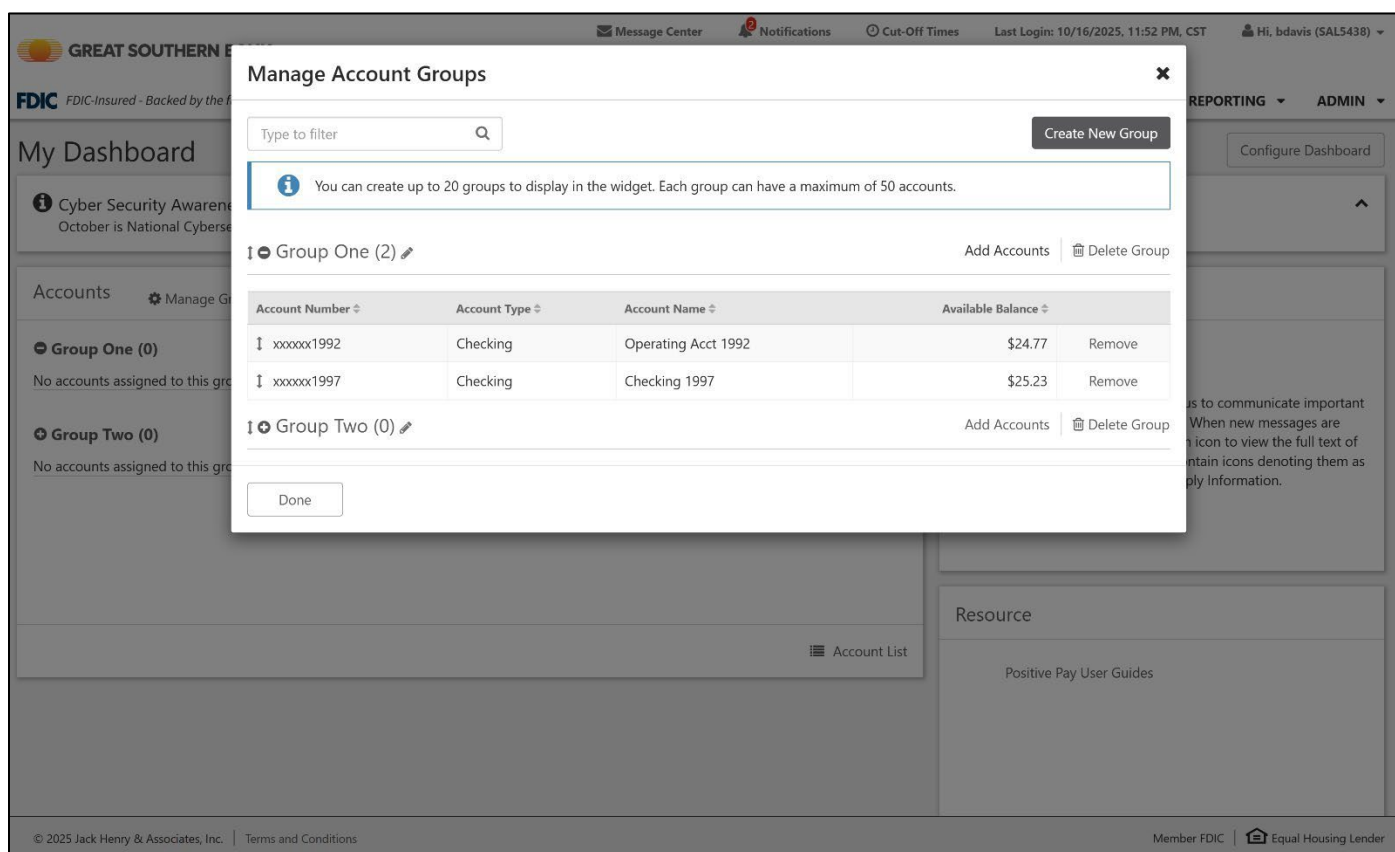 Message Center 2 Notifications Cut-Off Times Last Login: 10/16/2025, 11:52 PM, CST Hi, bdavis (SAL5438)
GREAT SOUTHERN
FDIC FDIC-Insured - Backed by the REPORTING ADMIN
Manage Account Groups
Type to filter Create New Group
My Dashboard Configure Dashboard
You can create up to 20 groups to display in the widget. Each group can have a maximum of 50 accounts.
Cyber Security
October is National
Group One (2) Add Accounts Delete Group
Accounts Manage
Account Number Account Type Account Name Available Balance
xxxxxx1992 Checking Operating Acct 1992 $24.77 Remove
xxxxxx1997 Checking Checking 1997 $25.23 Remove
Group Two (0) Add Accounts Delete Group
Done
Group One (0)
No accounts assigned to this
Group Two (0)
No accounts assigned to this
us to communicate important
When new messages are
icon to view the full text of
icons denoting them as
Information.
Account List
Resource
Positive Pay User Guides
© 2025 Jack Henry & Associates, Inc. Terms and Conditions Member FDIC Equal Housing Lender